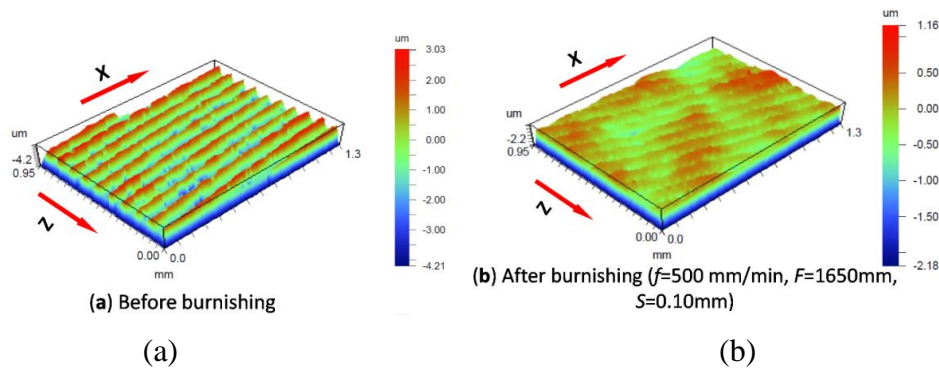 um
3.03
2.00
1.00
0.00
-1.00
-2.00
-3.00
-4.21
X
um
-4.2
0.95
Z
0.00
0.0
mm
1.3
(a) Before burnishing
(a)
um
1.16
0.50
0.00
-0.50
-1.00
-1.50
-2.18
X
um
-2.2
0.95
Z
0.00
0.0
mm
1.3
(b) After burnishing (f=500 mm/min, F=1650mm,
S=0.10mm)
(b)